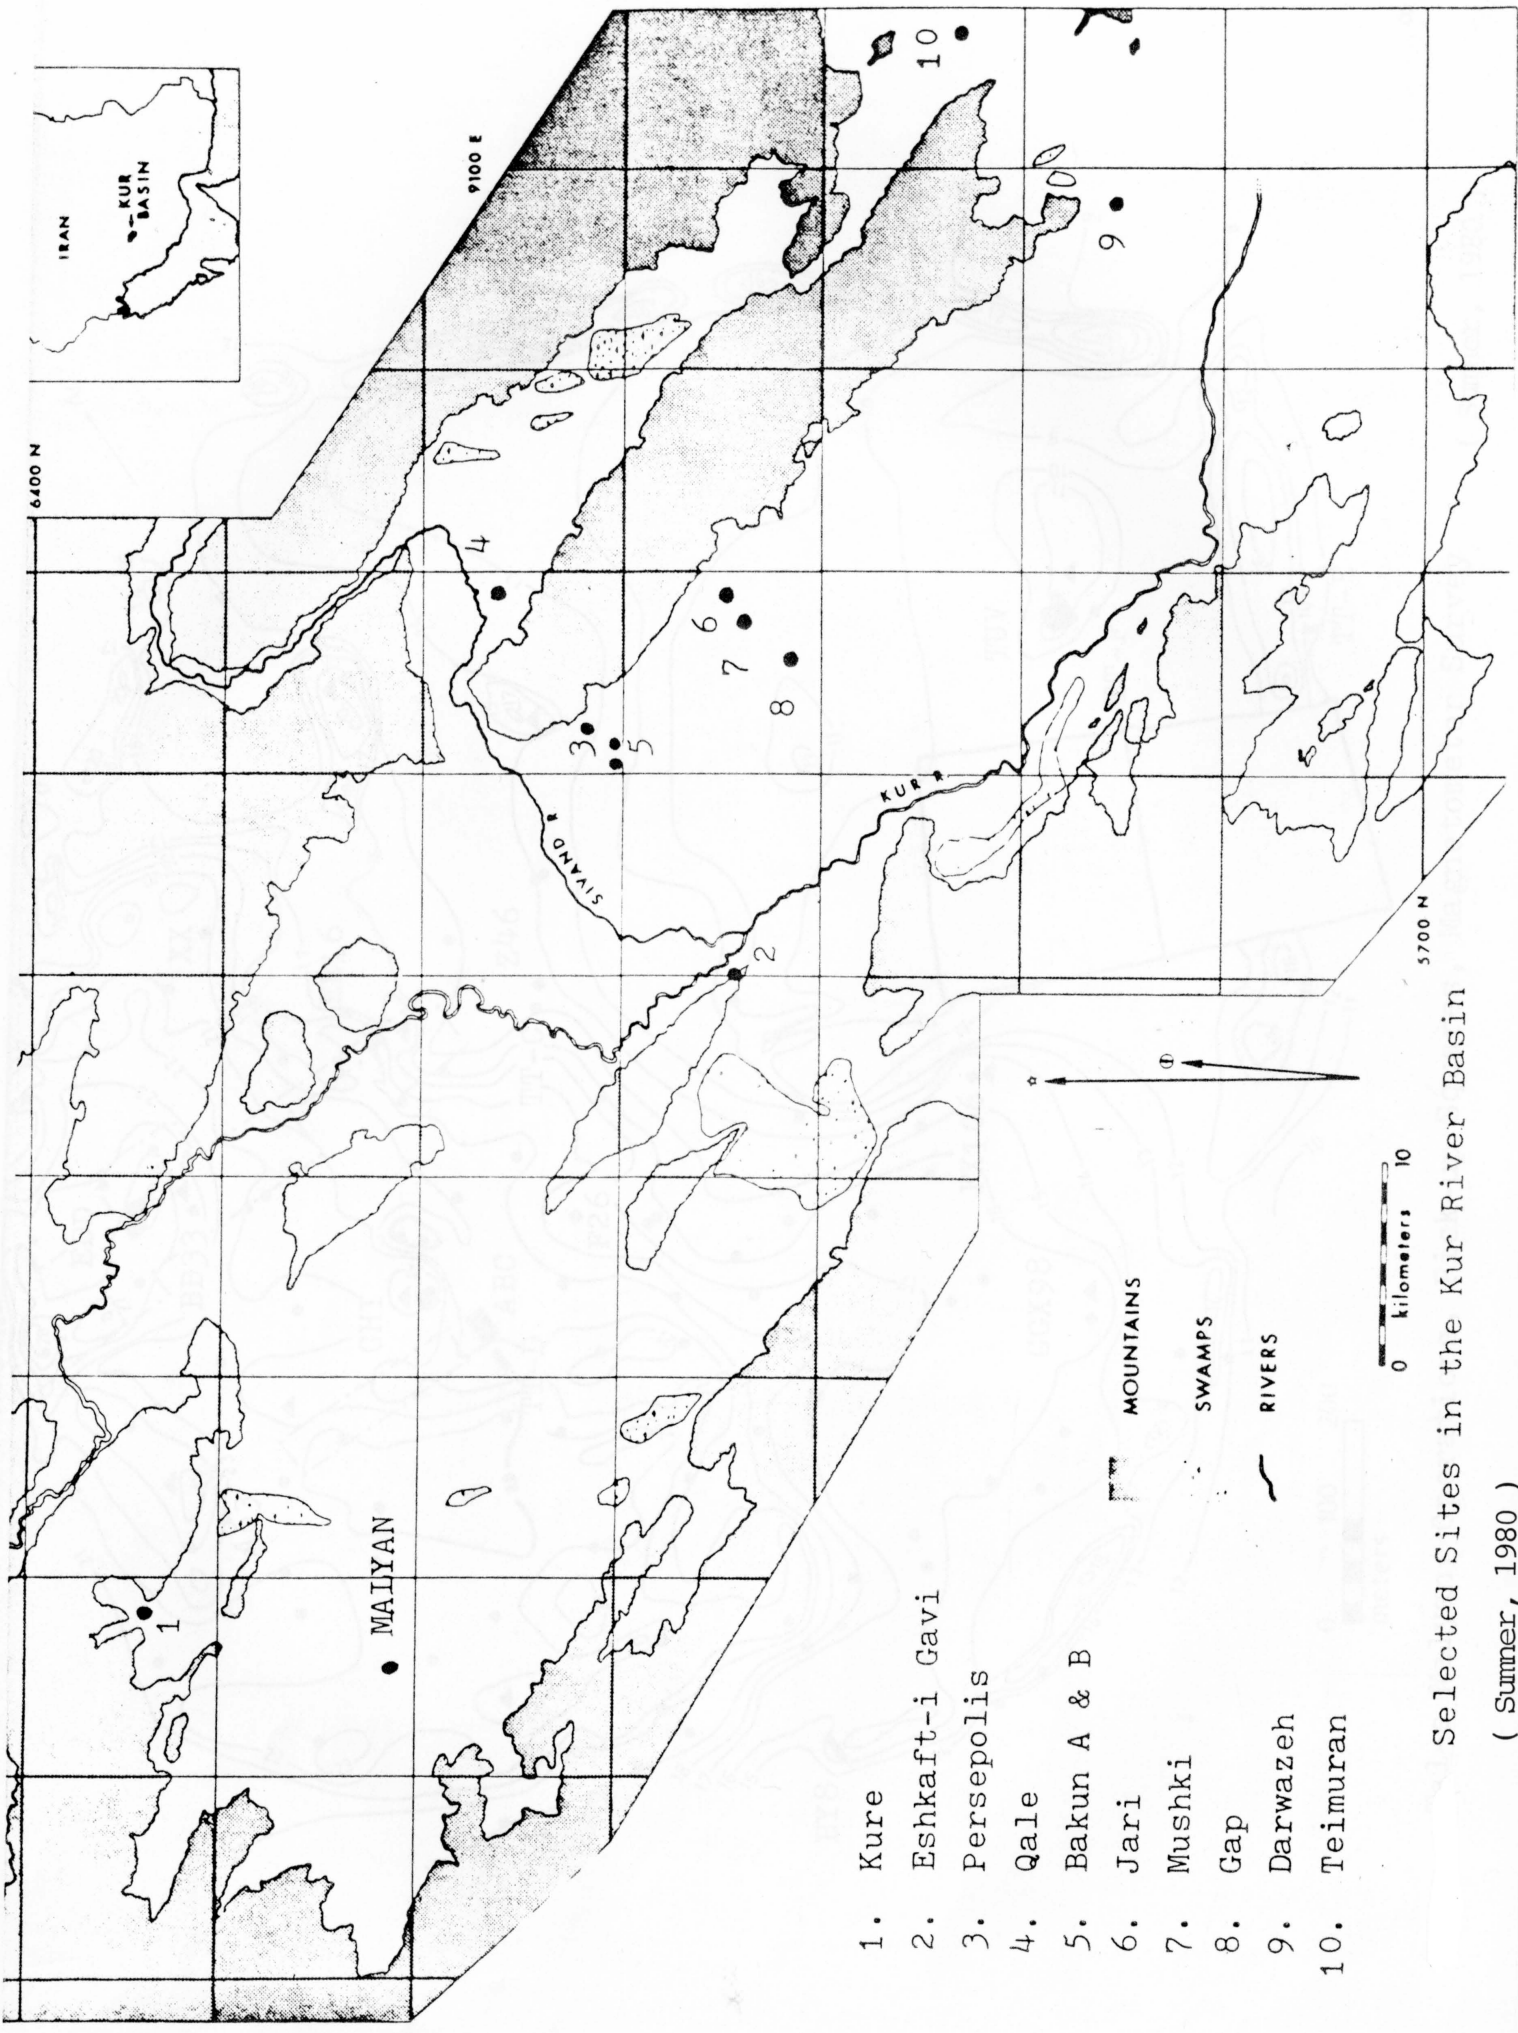 6400 N
IRAN
KUR
BASIN
9100 E
1
MALYAN
2
SIVAND R
KUR R
3
5
4
6
7
8
9
10
5700 N
1. Kure
2. Eshkaft-i Gavi
3. Persepolis
4. Qale
5. Bakun A & B
6. Jari
7. Mushki
8. Gap
9. Darwazeh
10. Teimuran
MOUNTAINS
SWAMPS
RIVERS
0 10
kilometers
Selected Sites in the Kur River Basin
( Sumner, 1980 )